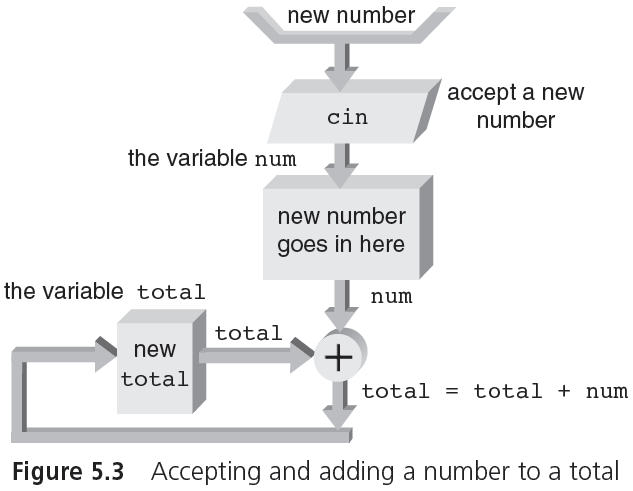 new number
cin
accept a new
number
the variable num
new number
goes in here
num
the variable total
new
total
total
+
total = total + num
Figure 5.3 Accepting and adding a number to a total